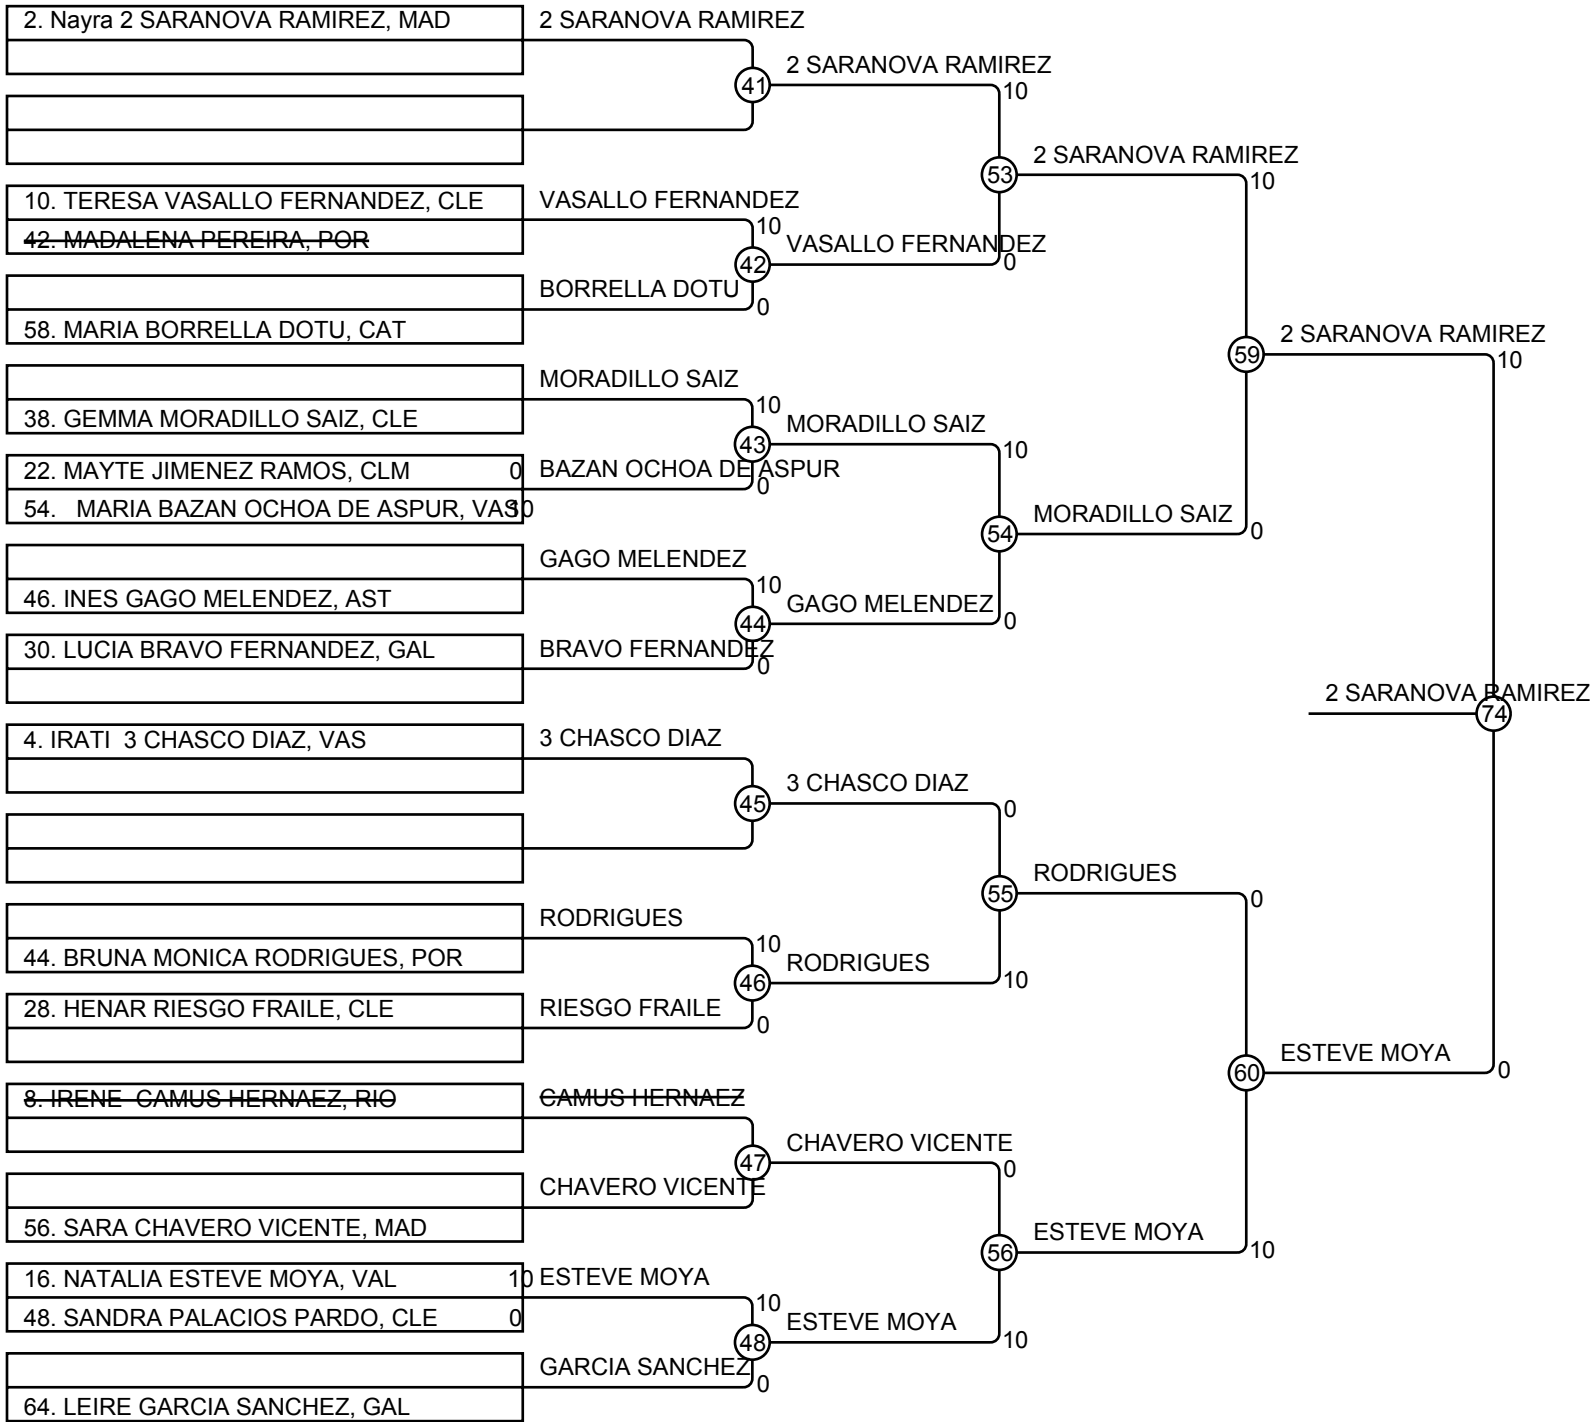 2. Nayra 2 SARANOVA RAMIREZ, MAD
2 SARANOVA RAMIREZ
41
2 SARANOVA RAMIREZ
10
53
2 SARANOVA RAMIREZ
10
10. TERESA VASALLO FERNANDEZ, CLE
42. MADALENA PEREIRA, POR
VASALLO FERNANDEZ
10
42
VASALLO FERNANDEZ
0
58. MARIA BORRELLA DOTU, CAT
BORRELLA DOTU
0
59
2 SARANOVA RAMIREZ
10
38. GEMMA MORADILLO SAIZ, CLE
MORADILLO SAIZ
10
43
MORADILLO SAIZ
10
22. MAYTE JIMENEZ RAMOS, CLM 0
54. MARIA BAZAN OCHOA DE ASPUR, VAS 10
BAZAN OCHOA DE ASPUR
0
54
MORADILLO SAIZ
0
46. INES GAGO MELENDEZ, AST
GAGO MELENDEZ
10
44
GAGO MELENDEZ
0
30. LUCIA BRAVO FERNANDEZ, GAL
BRAVO FERNANDEZ
0
2 SARANOVA RAMIREZ
74
4. IRATI 3 CHASCO DIAZ, VAS
3 CHASCO DIAZ
45
3 CHASCO DIAZ
0
55
RODRIGUES
0
44. BRUNA MONICA RODRIGUES, POR
RODRIGUES
10
46
RODRIGUES
10
28. HENAR RIESGO FRAILE, CLE
RIESGO FRAILE
0
60
ESTEVE MOYA
0
8. IRENE CAMUS HERNAEZ, RIO
CAMUS HERNAEZ
47
CHAVERO VICENTE
0
56. SARA CHAVERO VICENTE, MAD
CHAVERO VICENTE
56
ESTEVE MOYA
10
16. NATALIA ESTEVE MOYA, VAL 10
48. SANDRA PALACIOS PARDO, CLE 0
ESTEVE MOYA
10
48
ESTEVE MOYA
10
64. LEIRE GARCIA SANCHEZ, GAL
GARCIA SANCHEZ
0